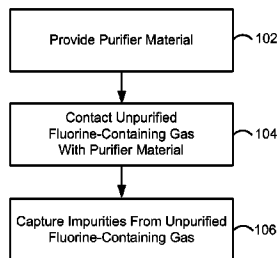 Provide Purifier Material
102
Contact Unpurified
Fluorine-Containing Gas
With Purifier Material
104
Capture Impurities From Unpurified
Fluorine-Containing Gas
106